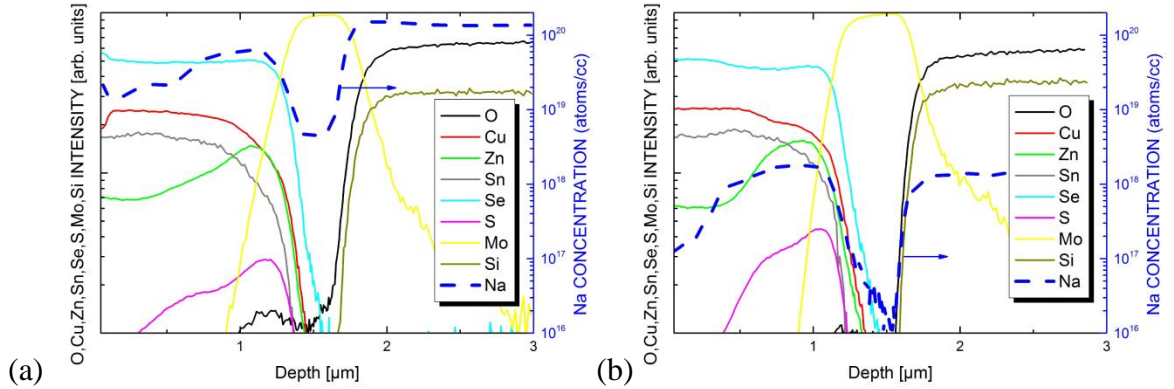 O,Cu,Zn,Sn,Se,S,Mo,Si INTENSITY [arb. units]
O
Cu
Zn
Sn
Se
S
Mo
Si
Na
10^20
10^19
10^18
10^17
10^16
Na CONCENTRATION (atoms/cc)
1
2
3
Depth [µm]
(a)
O,Cu,Zn,Sn,Se,S,Mo,Si INTENSITY [arb. units]
O
Cu
Zn
Sn
Se
S
Mo
Si
Na
10^20
10^19
10^18
10^17
10^16
Na CONCENTRATION (atoms/cc)
1
2
3
Depth [µm]
(b)